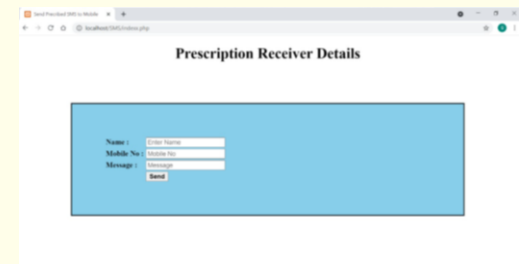 Send Prescribed SMS to Mobile
localhost/SMS/index.php
Prescription Receiver Details
Name : Enter Name
Mobile No : Mobile No
Message : Message
Send